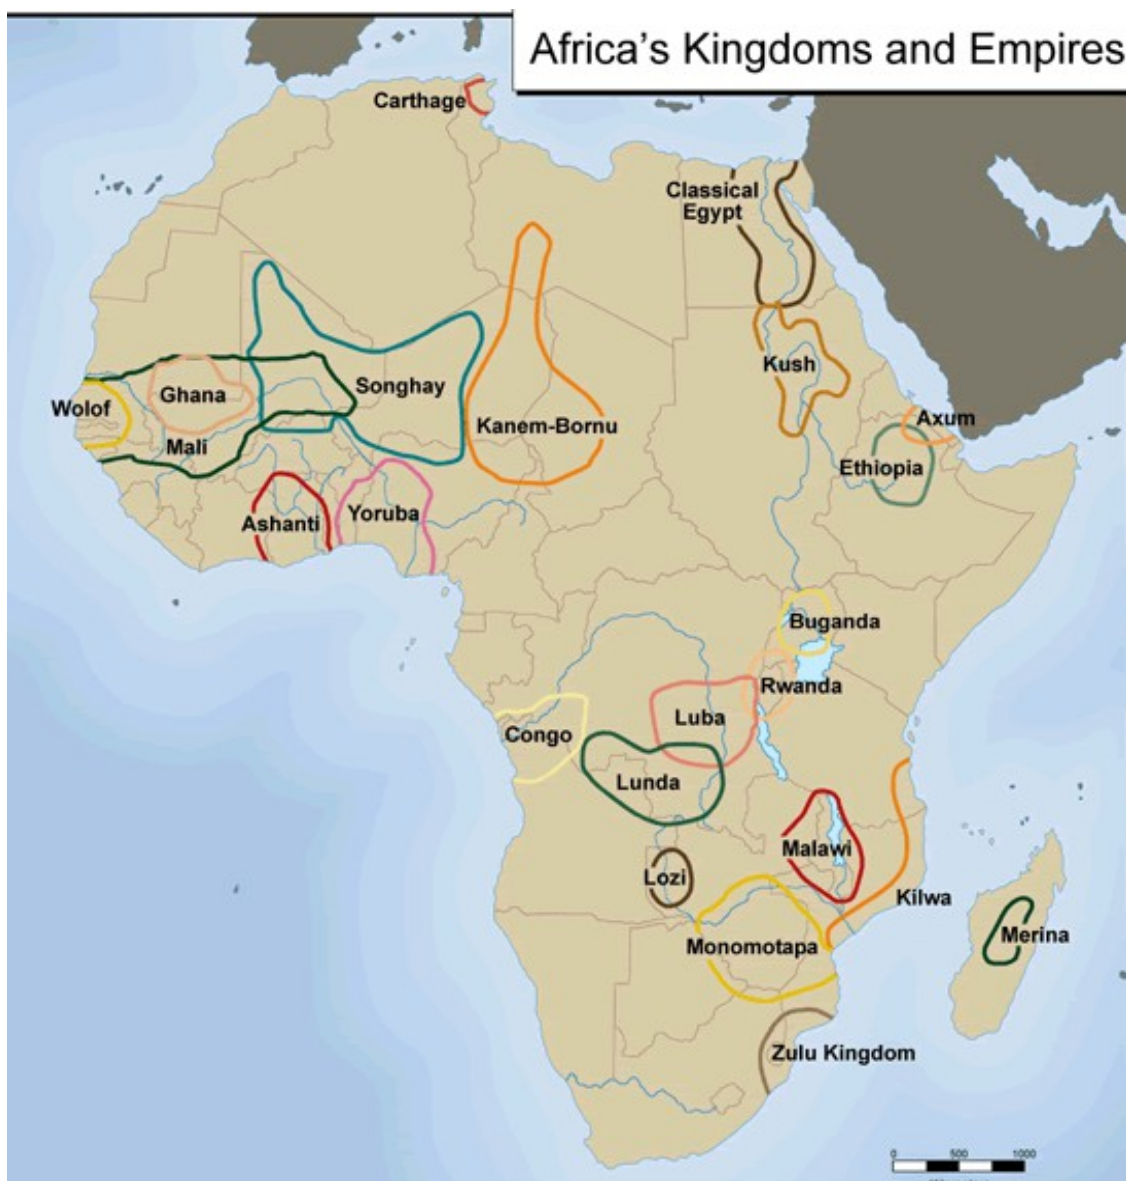 Africa's Kingdoms and Empires
Carthage
Classical
Egypt
Kush
Wolof
Ghana
Songhay
Mali
Kanem-Bornu
Axum
Ethiopia
Ashanti
Yoruba
Buganda
Rwanda
Luba
Congo
Lunda
Malawi
Lozi
Kilwa
Monomotapa
Merina
Zulu Kingdom
0 500 1000